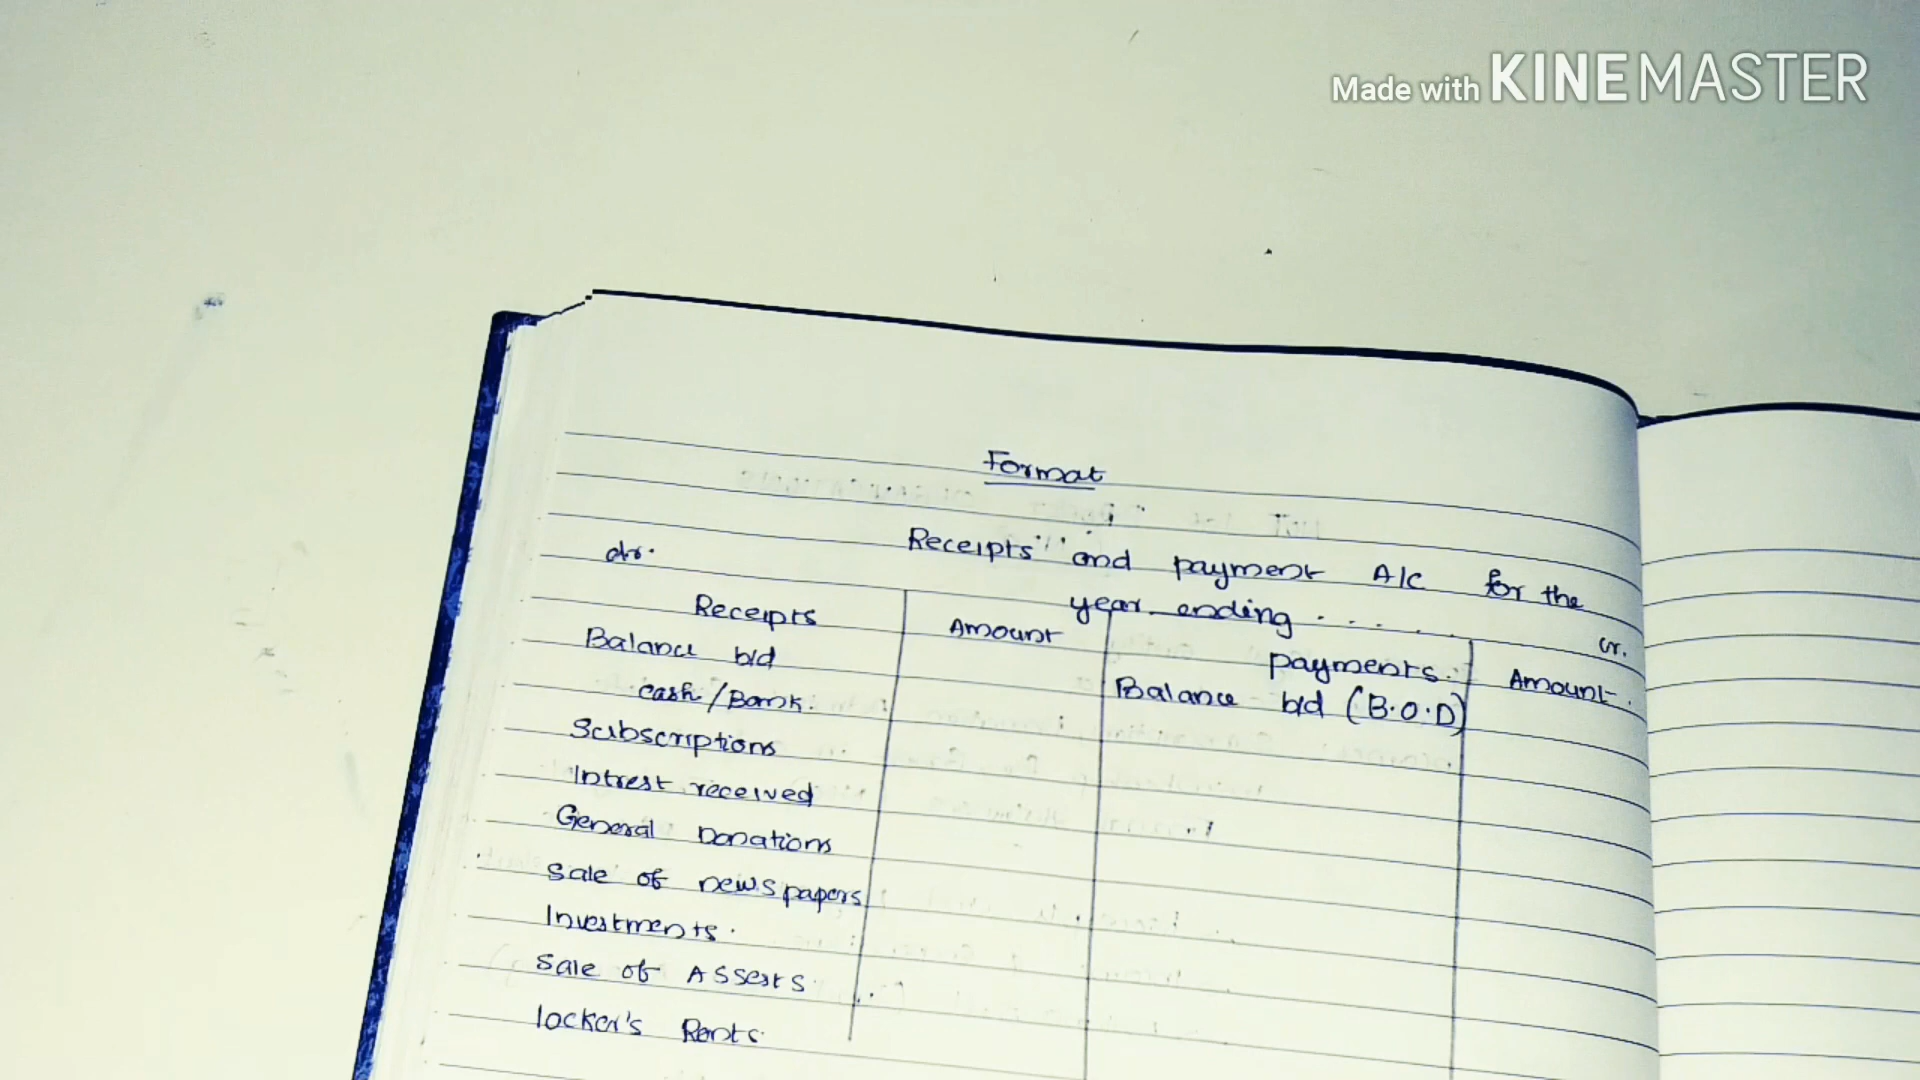 Made with KINEMASTER
Format
Receipts and payment A/c for the
year ending ......
dr.
cr.
Receipts Amount payments. Amount.
Balance b/d Balance b/d (B.O.D)
cash/Bank.
Subscriptions
Intrest received
General Donations
Sale of newspapers
Investments.
Sale of Asserts.
locker's Rents.